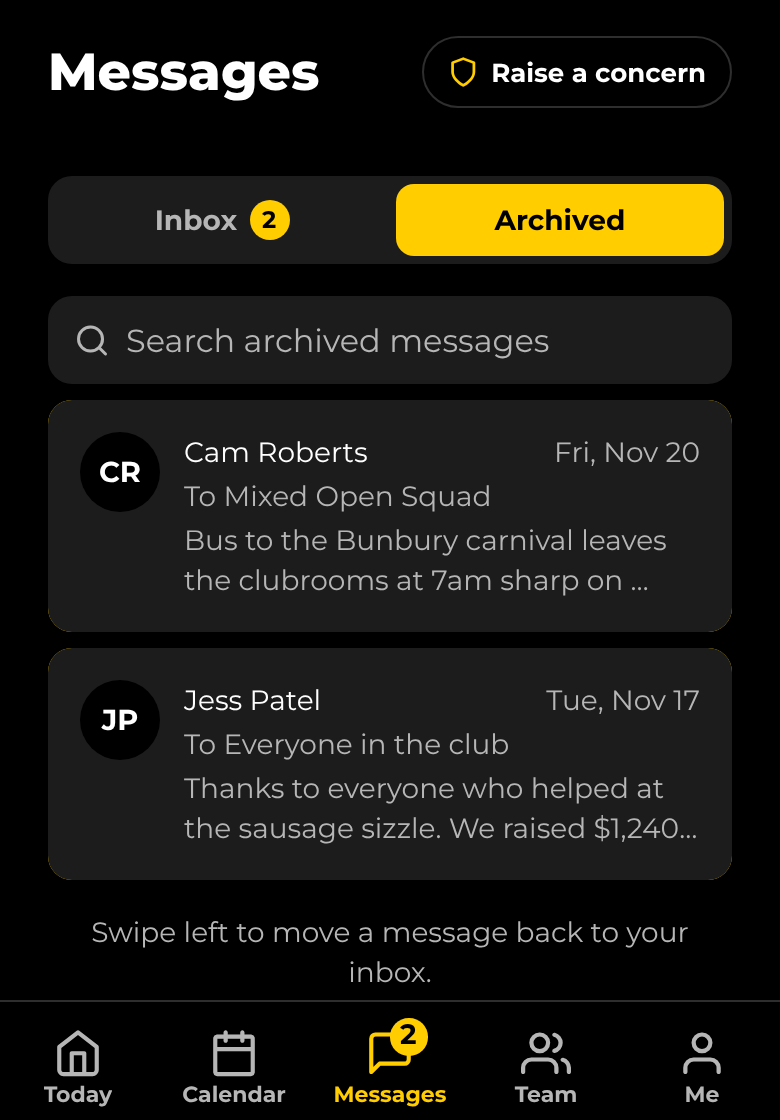 Messages
Raise a concern
Inbox 2
Archived
Search archived messages
CR
Cam Roberts
Fri, Nov 20
To Mixed Open Squad
Bus to the Bunbury carnival leaves
the clubrooms at 7am sharp on ...
JP
Jess Patel
Tue, Nov 17
To Everyone in the club
Thanks to everyone who helped at
the sausage sizzle. We raised $1,240...
Swipe left to move a message back to your
inbox.
2
Today
Calendar
Messages
Team
Me